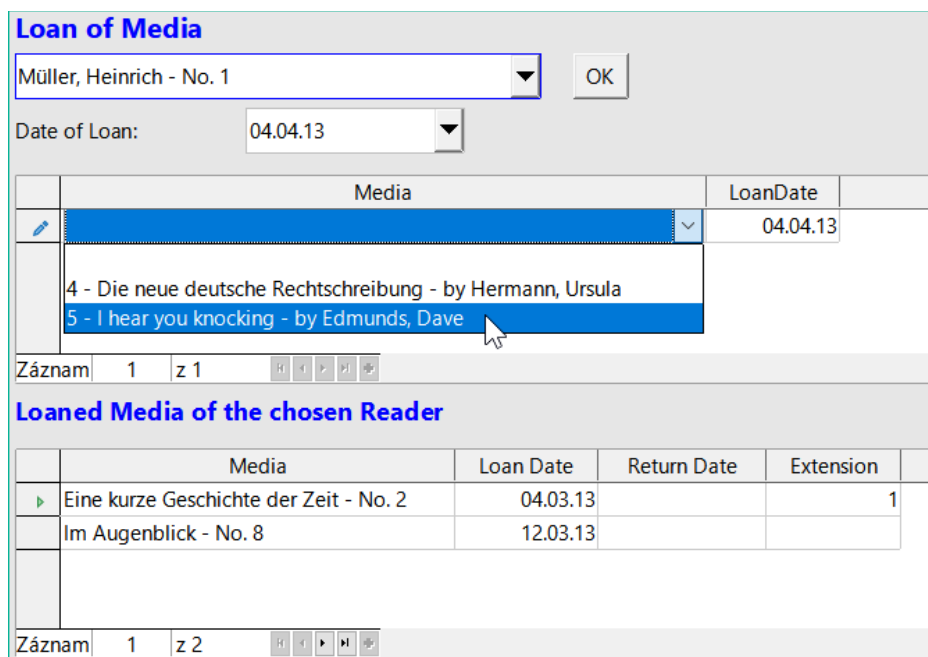 Loan of Media
Müller, Heinrich - No. 1 OK
Date of Loan: 04.04.13
Media LoanDate
04.04.13
4 - Die neue deutsche Rechtschreibung - by Hermann, Ursula
5 - I hear you knocking - by Edmunds, Dave
Záznam 1 z 1
Loaned Media of the chosen Reader
Media Loan Date Return Date Extension
Eine kurze Geschichte der Zeit - No. 2 04.03.13 1
Im Augenblick - No. 8 12.03.13
Záznam 1 z 2